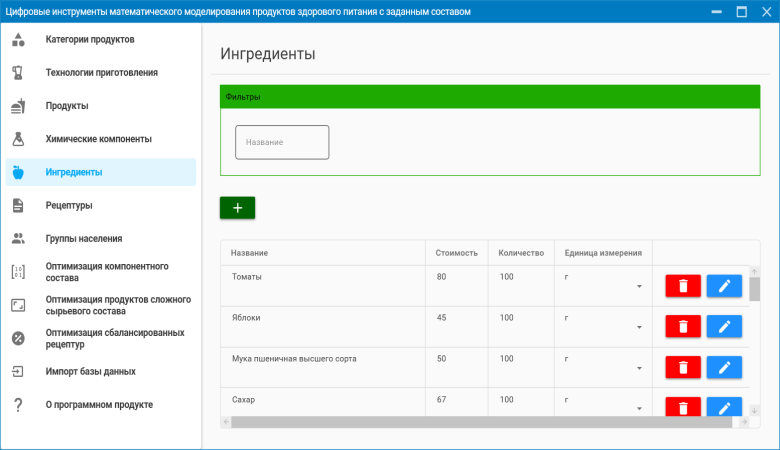 Цифровые инструменты математического моделирования продуктов здорового питания с заданным составом
Категории продуктов
Технологии приготовления
Продукты
Химические компоненты
Ингредиенты
Рецептуры
Группы населения
Оптимизация компонентного
состава
Оптимизация продуктов сложного
сырьевого состава
Оптимизация сбалансированных
рецептур
Импорт базы данных
О программном продукте
Ингредиенты
Фильтры
Название
Название Стоимость Количество Единица измерения
Томаты 80 100 г
Яблоки 45 100 г
Мука пшеничная высшего сорта 50 100 г
Сахар 67 100 г